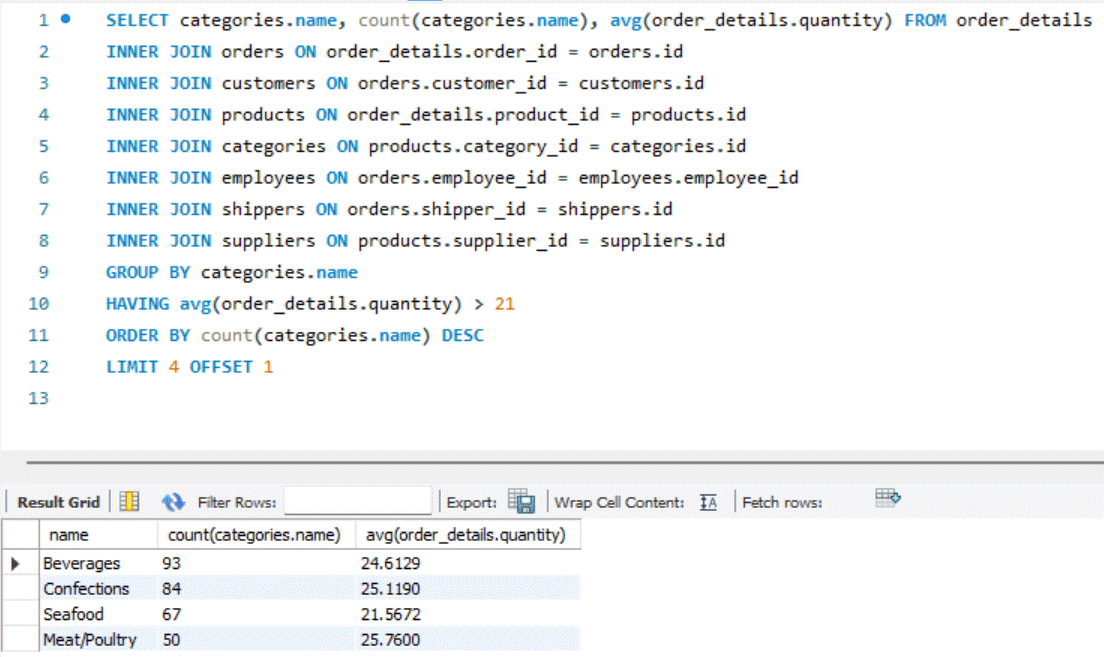 1 SELECT categories.name, count(categories.name), avg(order_details.quantity) FROM order_details
2 INNER JOIN orders ON order_details.order_id = orders.id
3 INNER JOIN customers ON orders.customer_id = customers.id
4 INNER JOIN products ON order_details.product_id = products.id
5 INNER JOIN categories ON products.category_id = categories.id
6 INNER JOIN employees ON orders.employee_id = employees.employee_id
7 INNER JOIN shippers ON orders.shipper_id = shippers.id
8 INNER JOIN suppliers ON products.supplier_id = suppliers.id
9 GROUP BY categories.name
10 HAVING avg(order_details.quantity) > 21
11 ORDER BY count(categories.name) DESC
12 LIMIT 4 OFFSET 1
13
Result Grid Filter Rows: Export: Wrap Cell Content: IA Fetch rows:
name count(categories.name) avg(order_details.quantity)
Beverages 93 24.6129
Confections 84 25.1190
Seafood 67 21.5672
Meat/Poultry 50 25.7600